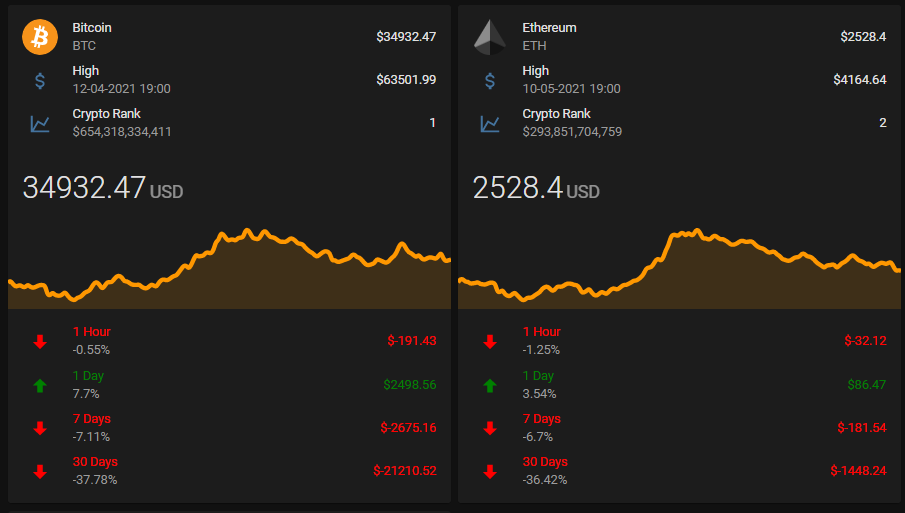 Bitcoin
BTC
$34932.47
High
12-04-2021 19:00
$63501.99
Crypto Rank
$654,318,334,411
1
34932.47 USD
1 Hour
-0.55%
$-191.43
1 Day
7.7%
$2498.56
7 Days
-7.11%
$-2675.16
30 Days
-37.78%
$-21210.52
Ethereum
ETH
$2528.4
High
10-05-2021 19:00
$4164.64
Crypto Rank
$293,851,704,759
2
2528.4 USD
1 Hour
-1.25%
$-32.12
1 Day
3.54%
$86.47
7 Days
-6.7%
$-181.54
30 Days
-36.42%
$-1448.24